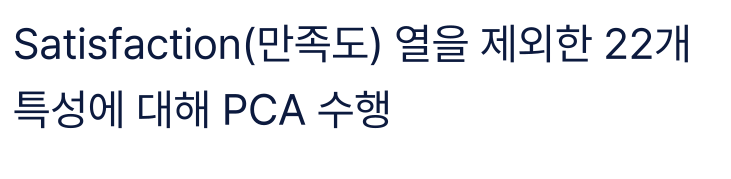 Satisfaction(만족도) 열을 제외한 22개
특성에 대해 PCA 수행